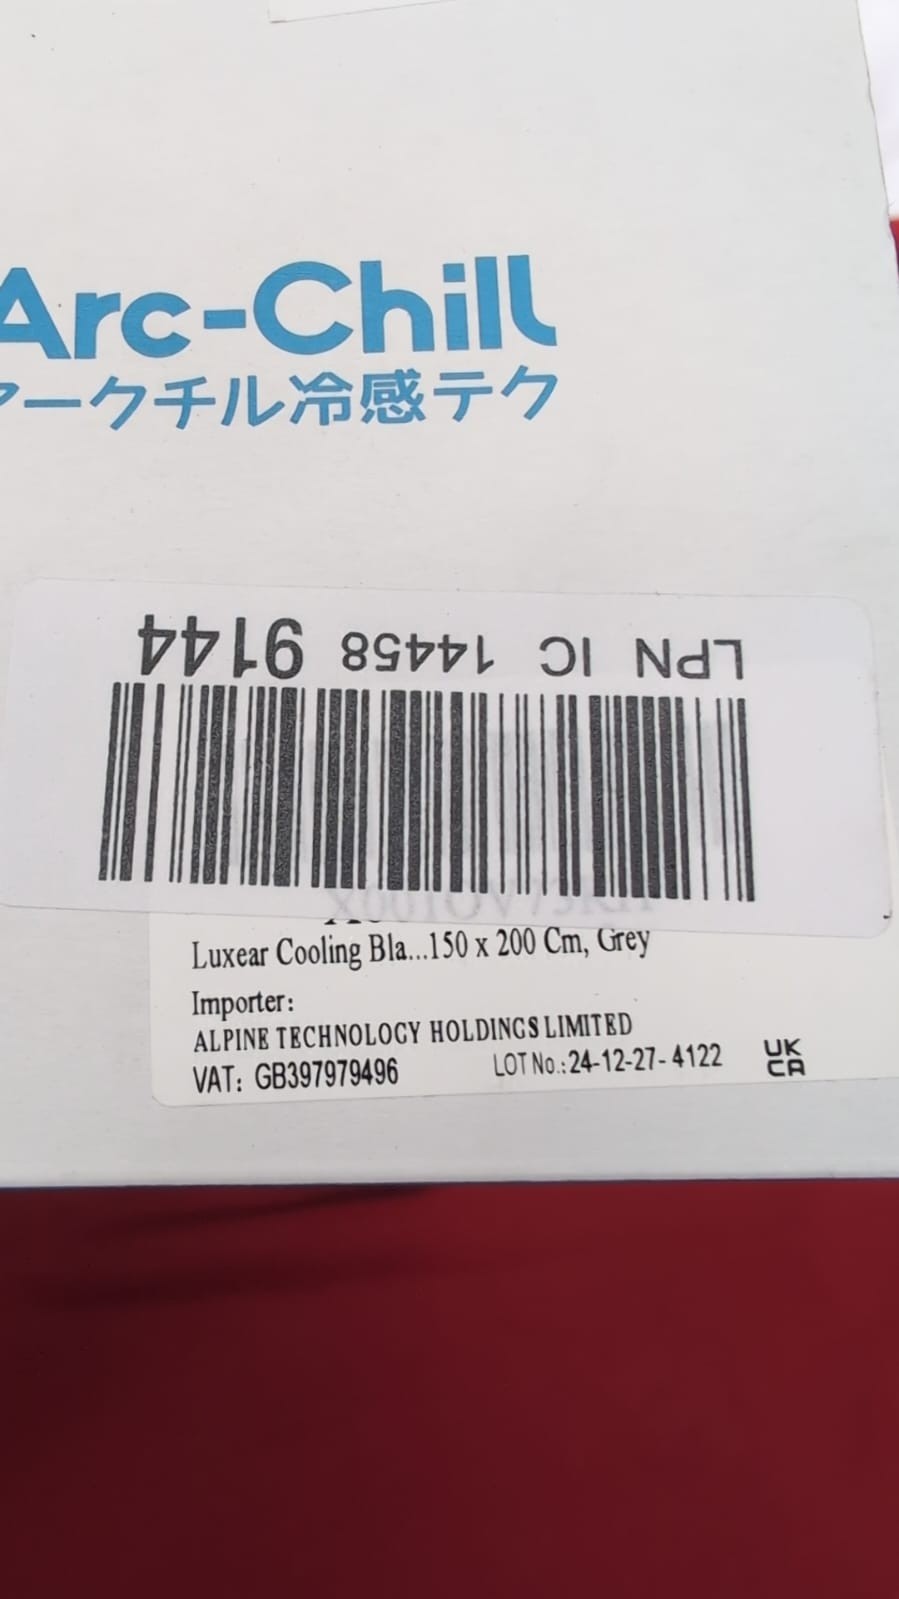 Arc-Chill
ークチル冷感テク
LPN IC 14458 9144
Luxear Cooling Bla...150 x 200 Cm, Grey
Importer:
ALPINE TECHNOLOGY HOLDINGS LIMITED
VAT: GB397979496 LOT No.:24-12-27-4122
UK
CA